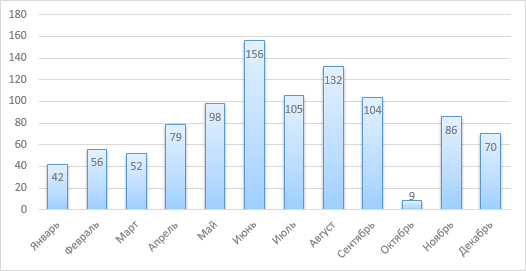 180
160
140
120
100
80
60
40
20
0
42
56
52
79
98
156
105
132
104
9
86
70
Январь
Февраль
Март
Апрель
Май
Июнь
Июль
Август
Сентябрь
Октябрь
Ноябрь
Декабрь